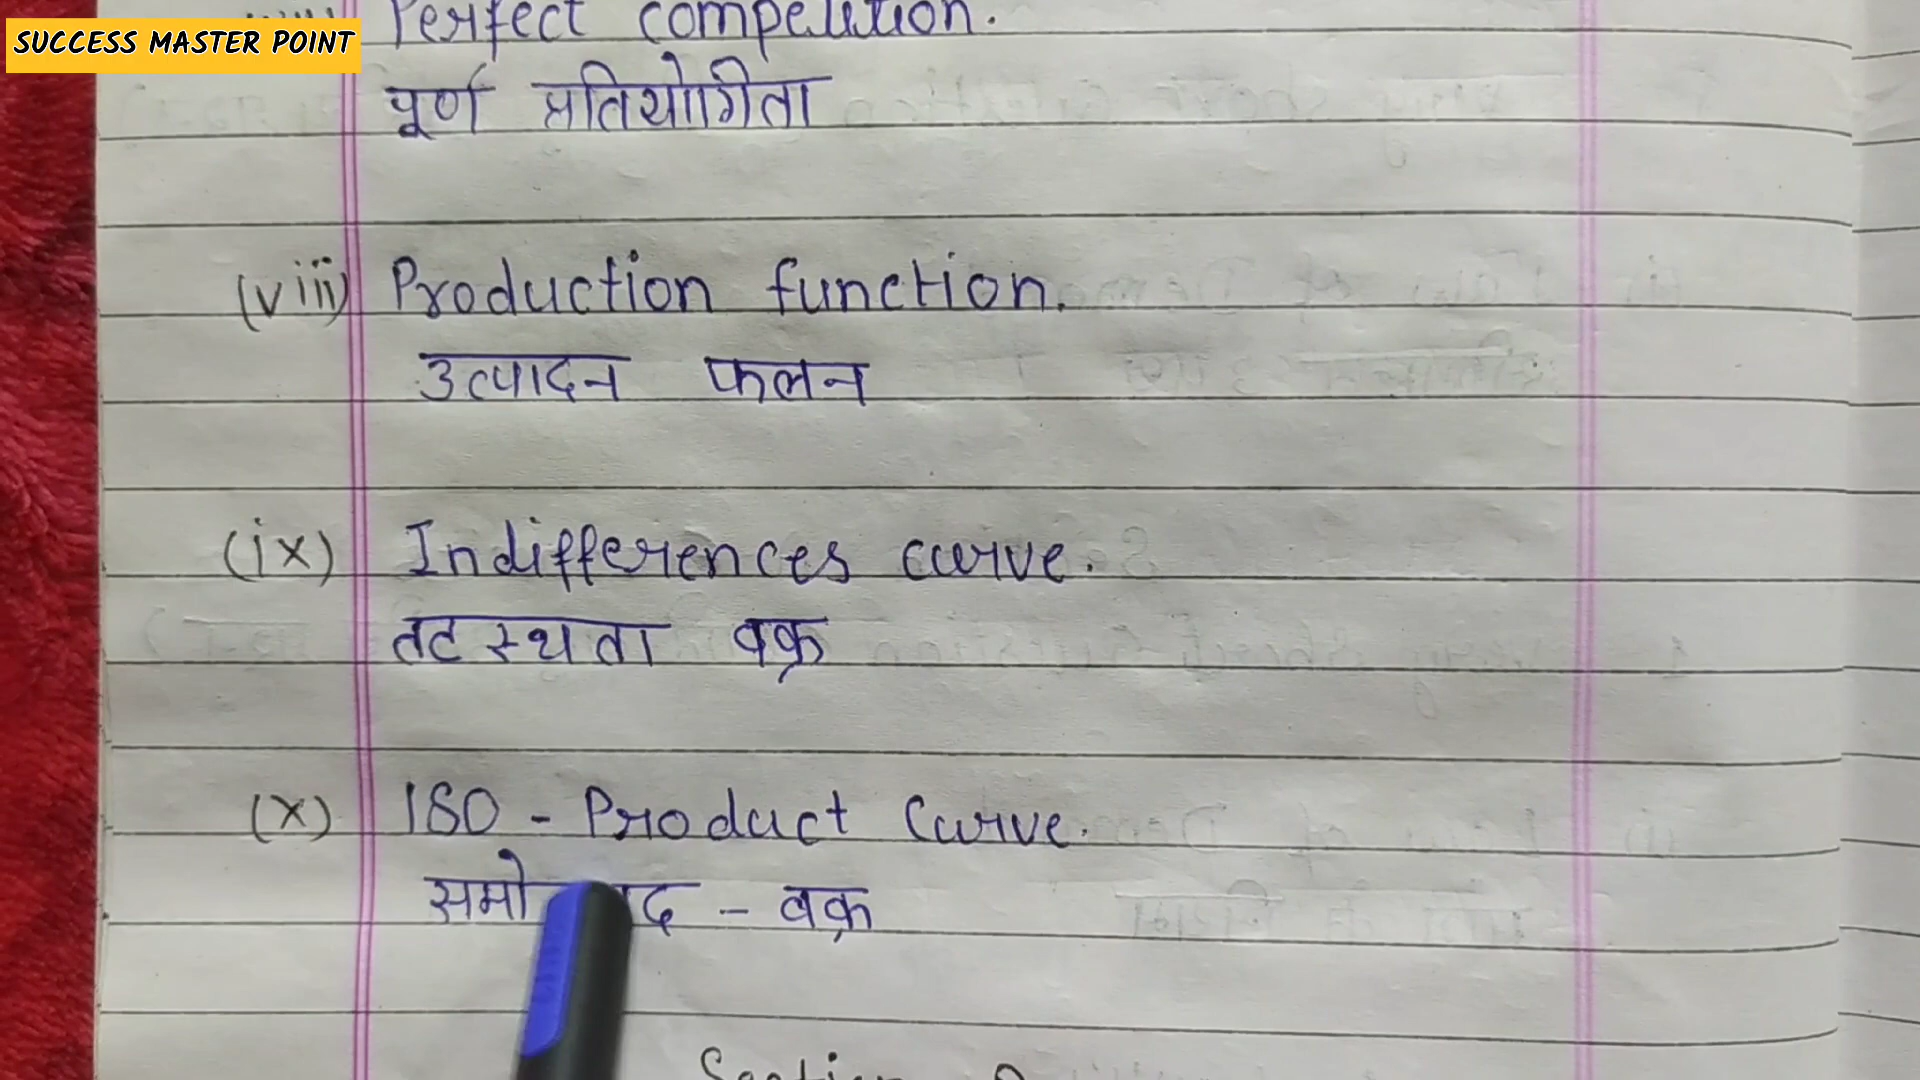 SUCCESS MASTER POINT
Perfect competition.
पूर्ण प्रतियोगिता
(viii) Production function.
उत्पादन फलन
(ix) Indifferences curve.
तटस्थता वक्र
(x) ISO - Product Curve.
- वक्र
Section